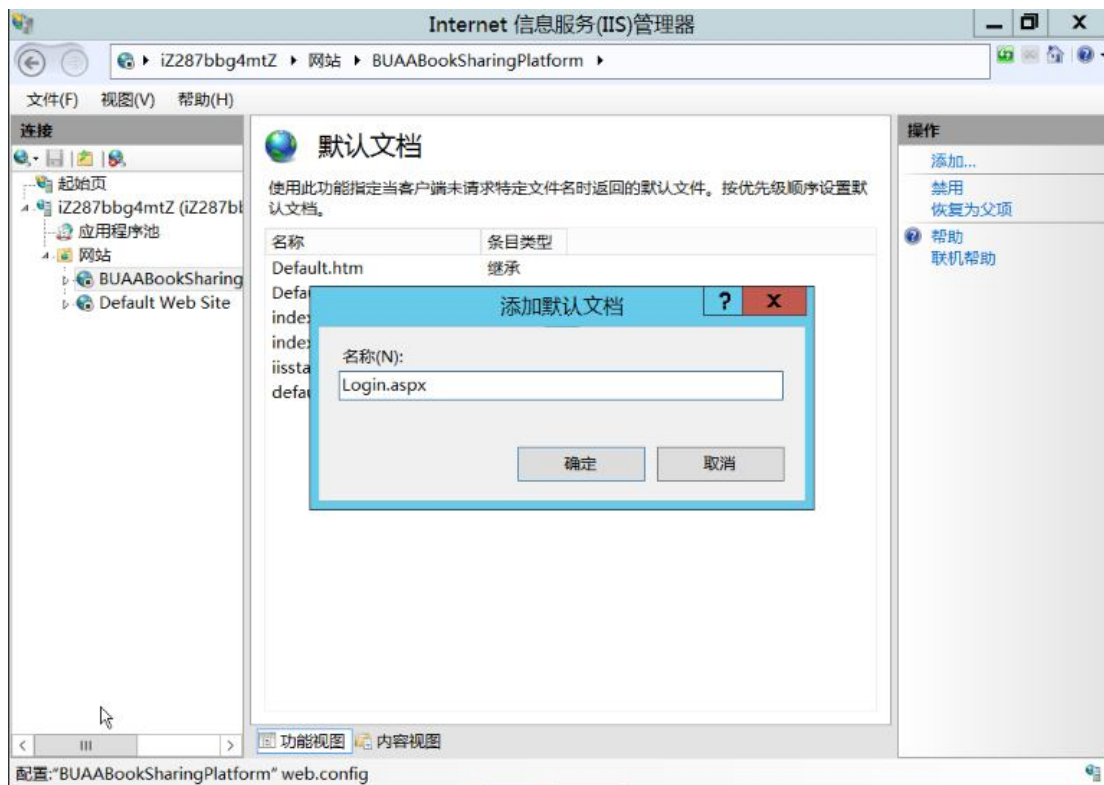 Internet 信息服务(IIS)管理器
iZ287bbg4mtZ 网站 BUAABookSharingPlatform
文件(F) 视图(V) 帮助(H)
连接
起始页
iZ287bbg4mtZ (iZ287bl
应用程序池
网站
BUAABookSharing
Default Web Site
默认文档
使用此功能指定当客户端未请求特定文件名时返回的默认文件。按优先级顺序设置默
认文档。
名称 条目类型
Default.htm 继承
Defa
index
index
iissta
defau
添加默认文档
名称(N):
Login.aspx
确定 取消
功能视图 内容视图
操作
添加...
禁用
恢复为父项
帮助
联机帮助
配置:"BUAABookSharingPlatform" web.config